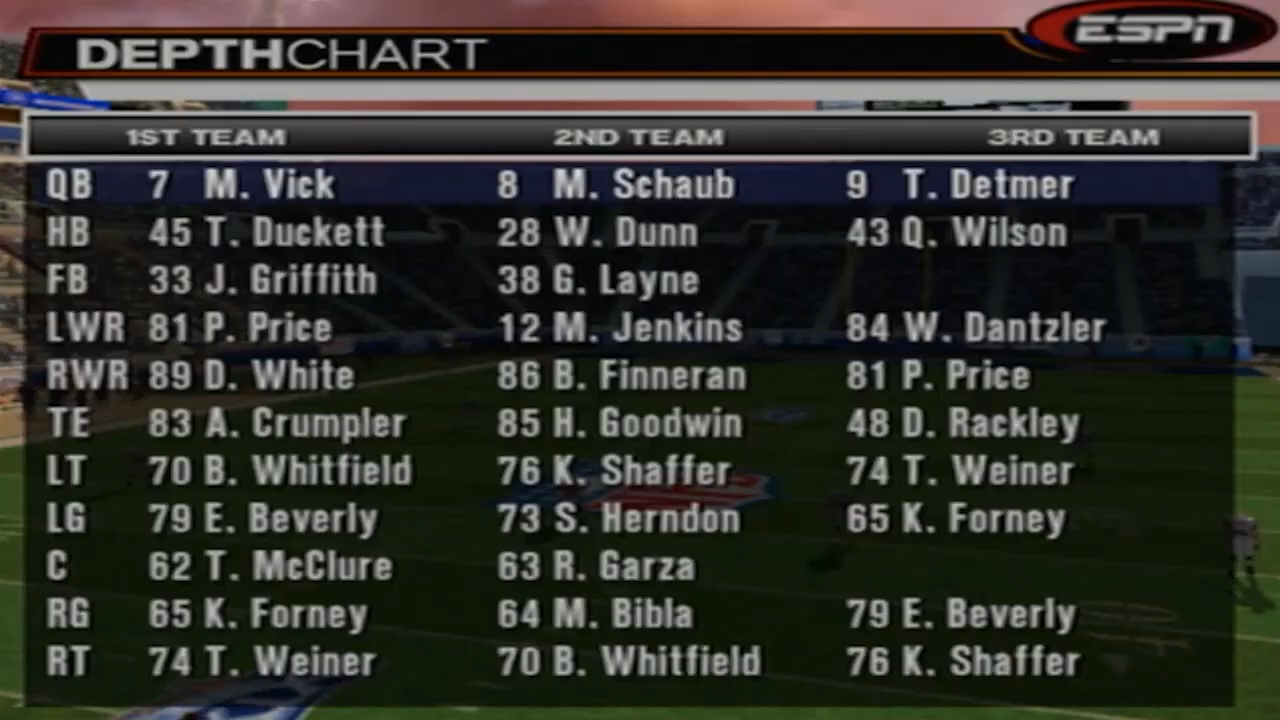 ESPN
DEPTHCHART
1ST TEAM 2ND TEAM 3RD TEAM
QB 7 M. Vick 8 M. Schaub 9 T. Detmer
HB 45 T. Duckett 28 W. Dunn 43 Q. Wilson
FB 33 J. Griffith 38 G. Layne
LWR 81 P. Price 12 M. Jenkins 84 W. Dantzler
RWR 89 D. White 86 B. Finneran 81 P. Price
TE 83 A. Crumpler 85 H. Goodwin 48 D. Rackley
LT 70 B. Whitfield 76 K. Shaffer 74 T. Weiner
LG 79 E. Beverly 73 S. Herndon 65 K. Forney
C 62 T. McClure 63 R. Garza
RG 65 K. Forney 64 M. Bibla 79 E. Beverly
RT 74 T. Weiner 70 B. Whitfield 76 K. Shaffer